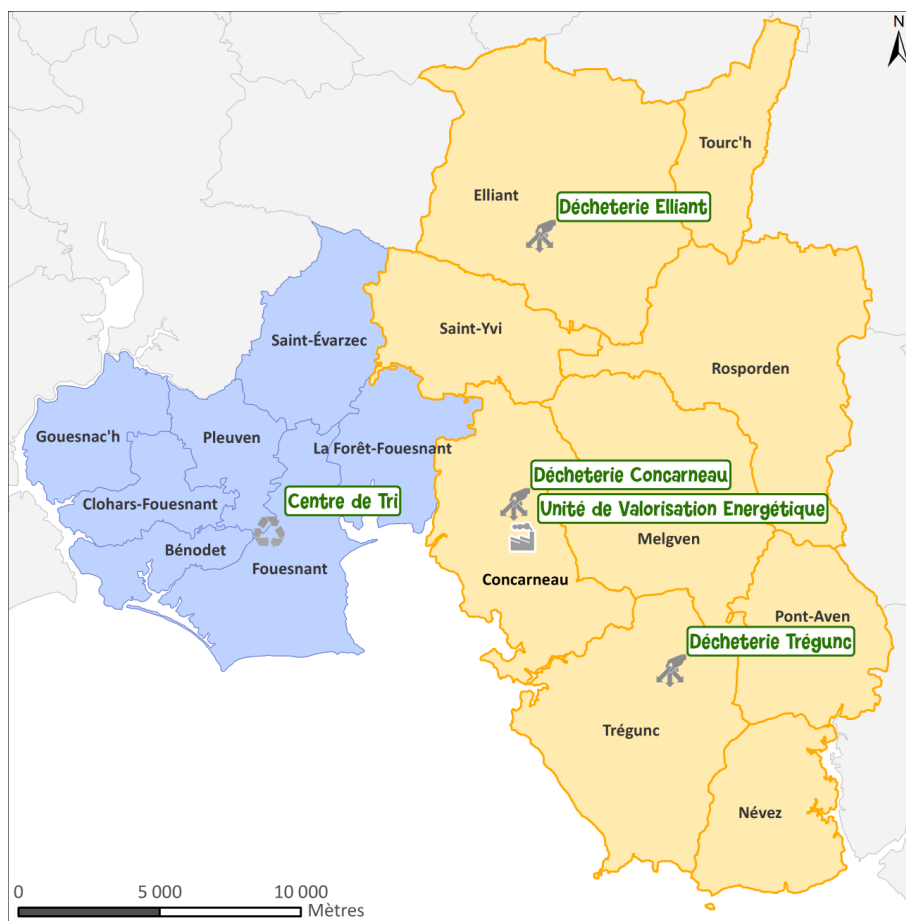 N
Tourc'h
Elliant
Décheterie Elliant
Saint-Yvi
Saint-Évarzec
Rosporden
Gouesnac'h
Pleuven
La Forêt-Fouesnant
Décheterie Concarneau
Clohars-Fouesnant
Centre de Tri
Unité de Valorisation Energétique
Melgven
Bénodet
Fouesnant
Concarneau
Pont-Aven
Décheterie Trégunc
Trégunc
Névez
0
5 000
10 000
Mètres